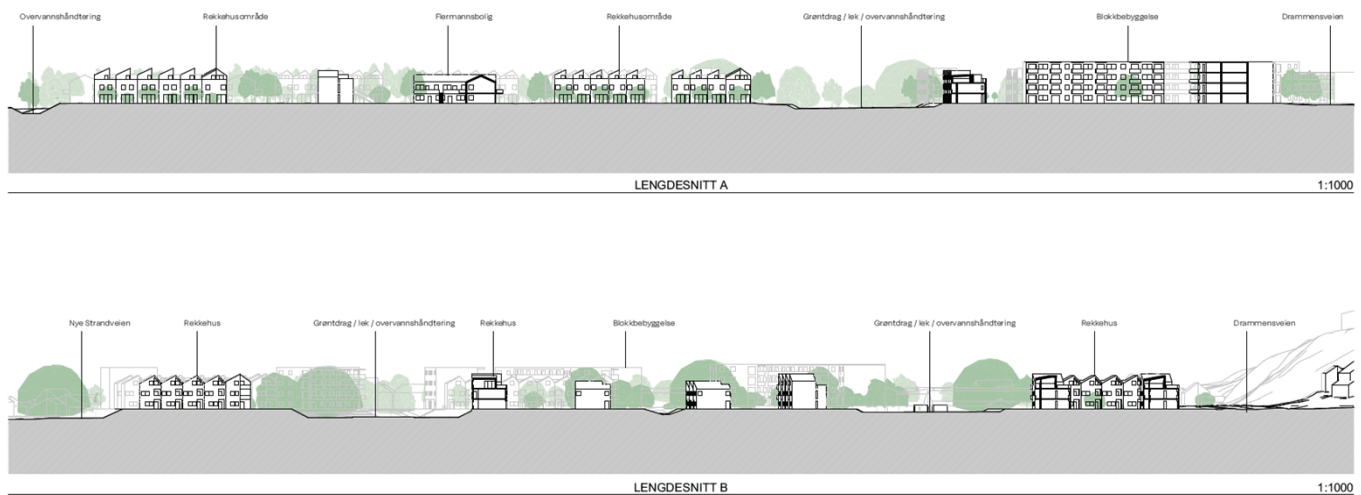 Overvannshåndtering
Rekkehusområde
Flermannsbolig
Rekkehusområde
Grøntdrag / lek / overvannshåndtering
Blokkbebyggelse
Drammensveien
LENGDESNITT A
1:1000
Nye Strandveien
Rekkehus
Grøntdrag / lek / overvannshåndtering
Rekkehus
Blokkbebyggelse
Grøntdrag / lek / overvannshåndtering
Rekkehus
Drammensveien
LENGDESNITT B
1:1000